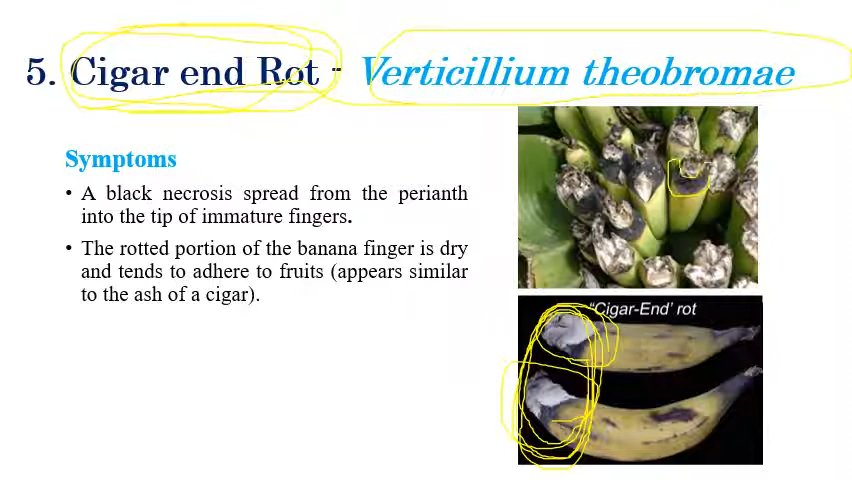 5. Cigar end Rot - Verticillium theobromae
Symptoms
• A black necrosis spread from the perianth
into the tip of immature fingers.
• The rotted portion of the banana finger is dry
and tends to adhere to fruits (appears similar
to the ash of a cigar).
“Cigar-End’ rot